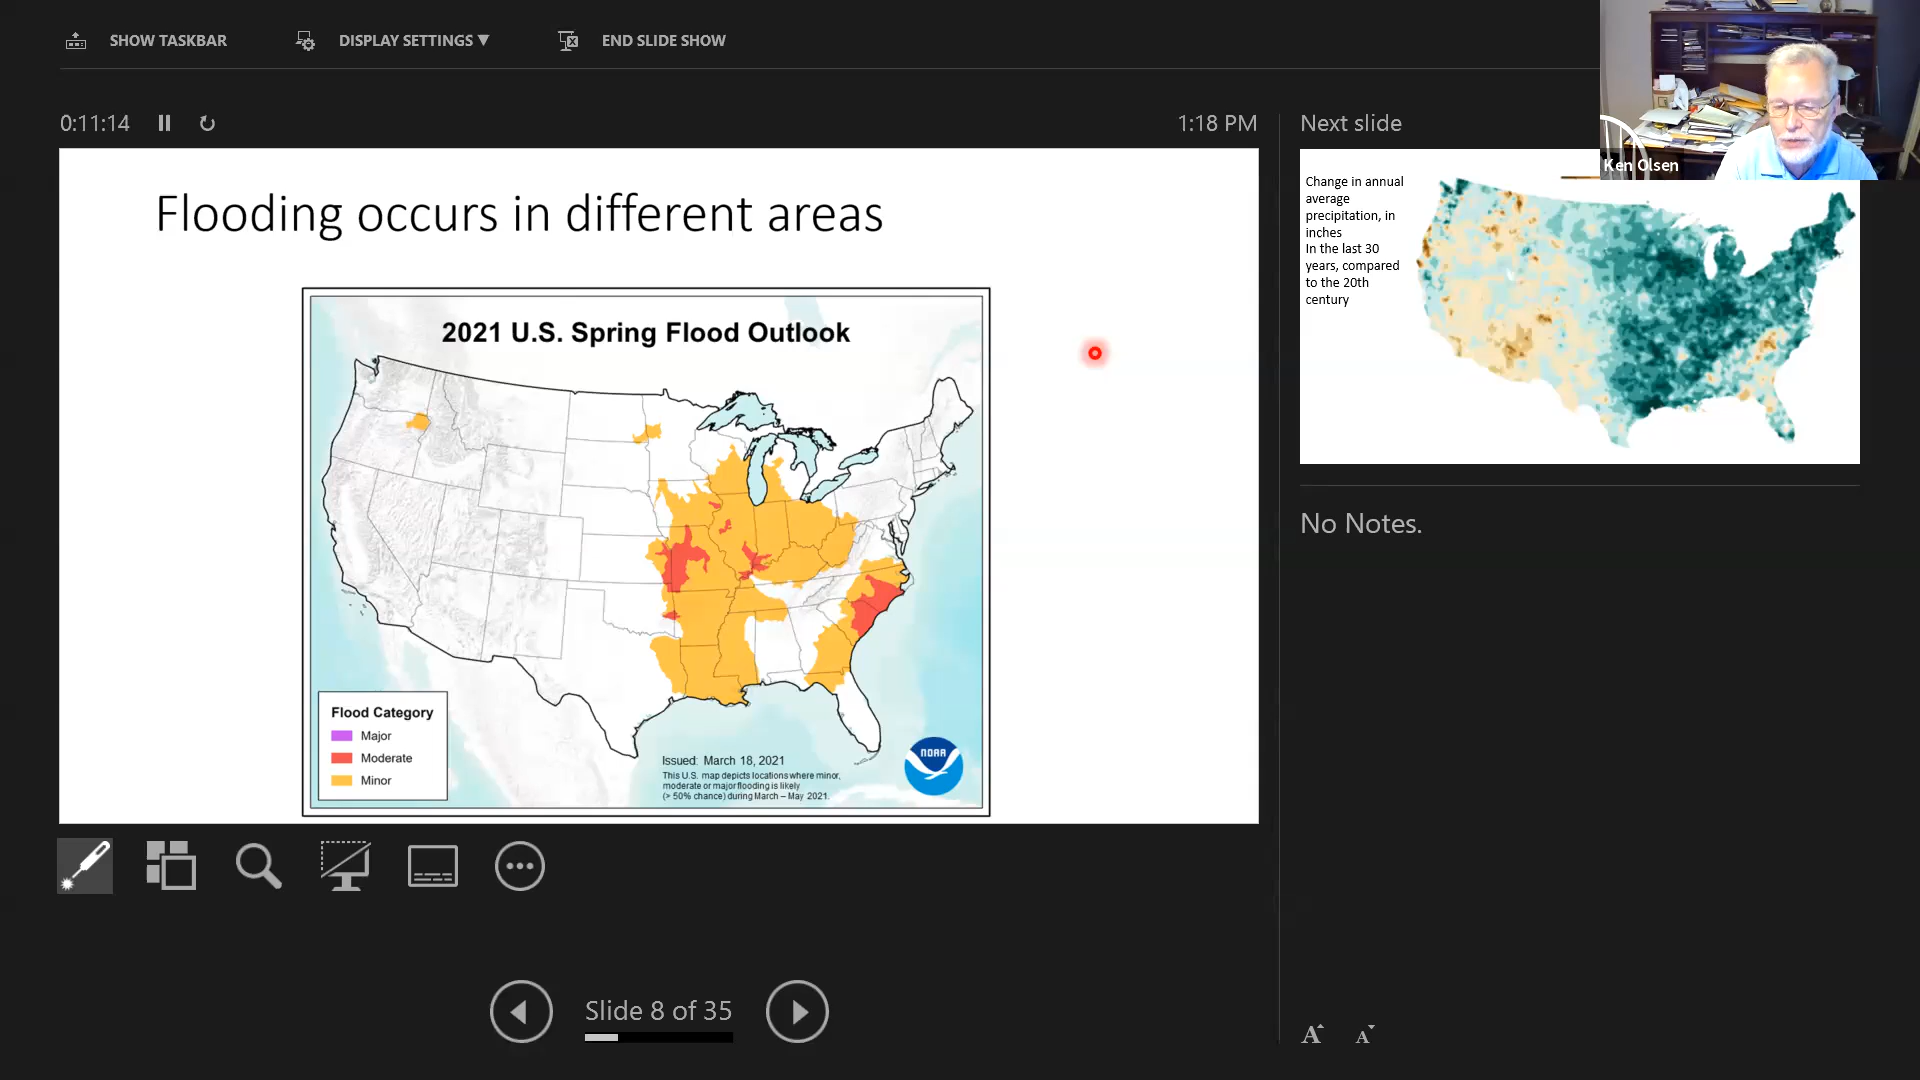 SHOW TASKBAR
DISPLAY SETTINGS
END SLIDE SHOW
0:11:14
1:18 PM
Next slide
Ken Olsen
Flooding occurs in different areas
2021 U.S. Spring Flood Outlook
Flood Category
Major
Moderate
Minor
Issued: March 18, 2021
This U.S. map depicts locations where minor,
moderate or major flooding is likely
(> 50% chance) during March – May 2021.
NOAA
Change in annual
average
precipitation, in
inches
In the last 30
years, compared
to the 20th
century
No Notes.
Slide 8 of 35
A
A